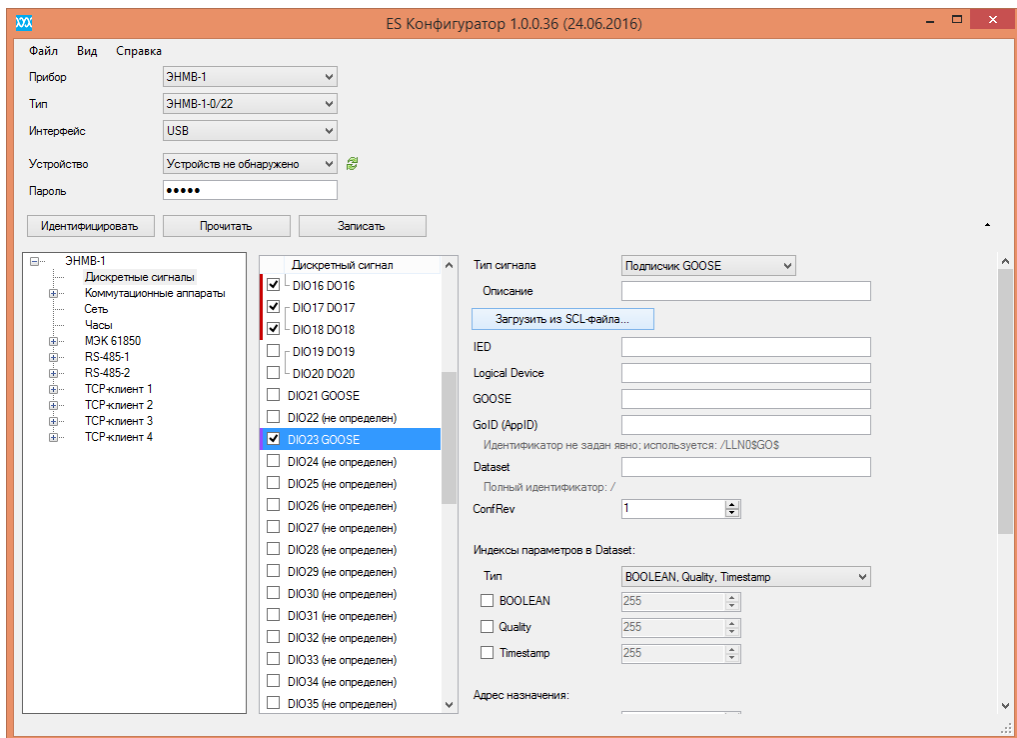 ES Конфигуратор 1.0.0.36 (24.06.2016)
Файл Вид Справка
Прибор ЭНМВ-1
Тип ЭНМВ-1-0/22
Интерфейс USB
Устройство Устройств не обнаружено
Пароль •••••
Идентифицировать Прочитать Записать
ЭНМВ-1
Дискретные сигналы
Коммутационные аппараты
Сеть
Часы
МЭК 61850
RS-485-1
RS-485-2
TCP-клиент 1
TCP-клиент 2
TCP-клиент 3
TCP-клиент 4
Дискретный сигнал
DIO16 DO16
DIO17 DO17
DIO18 DO18
DIO19 DO19
DIO20 DO20
DIO21 GOOSE
DIO22 (не определен)
DIO23 GOOSE
DIO24 (не определен)
DIO25 (не определен)
DIO26 (не определен)
DIO27 (не определен)
DIO28 (не определен)
DIO29 (не определен)
DIO30 (не определен)
DIO31 (не определен)
DIO32 (не определен)
DIO33 (не определен)
DIO34 (не определен)
DIO35 (не определен)
Тип сигнала Подписчик GOOSE
Описание
Загрузить из SCL-файла...
IED
Logical Device
GOOSE
GoID (AppID)
Идентификатор не задан явно; используется: /LLN0$GO$
Dataset
Полный идентификатор: /
ConfRev 1
Индексы параметров в Dataset:
Тип BOOLEAN, Quality, Timestamp
BOOLEAN 255
Quality 255
Timestamp 255
Адрес назначения: